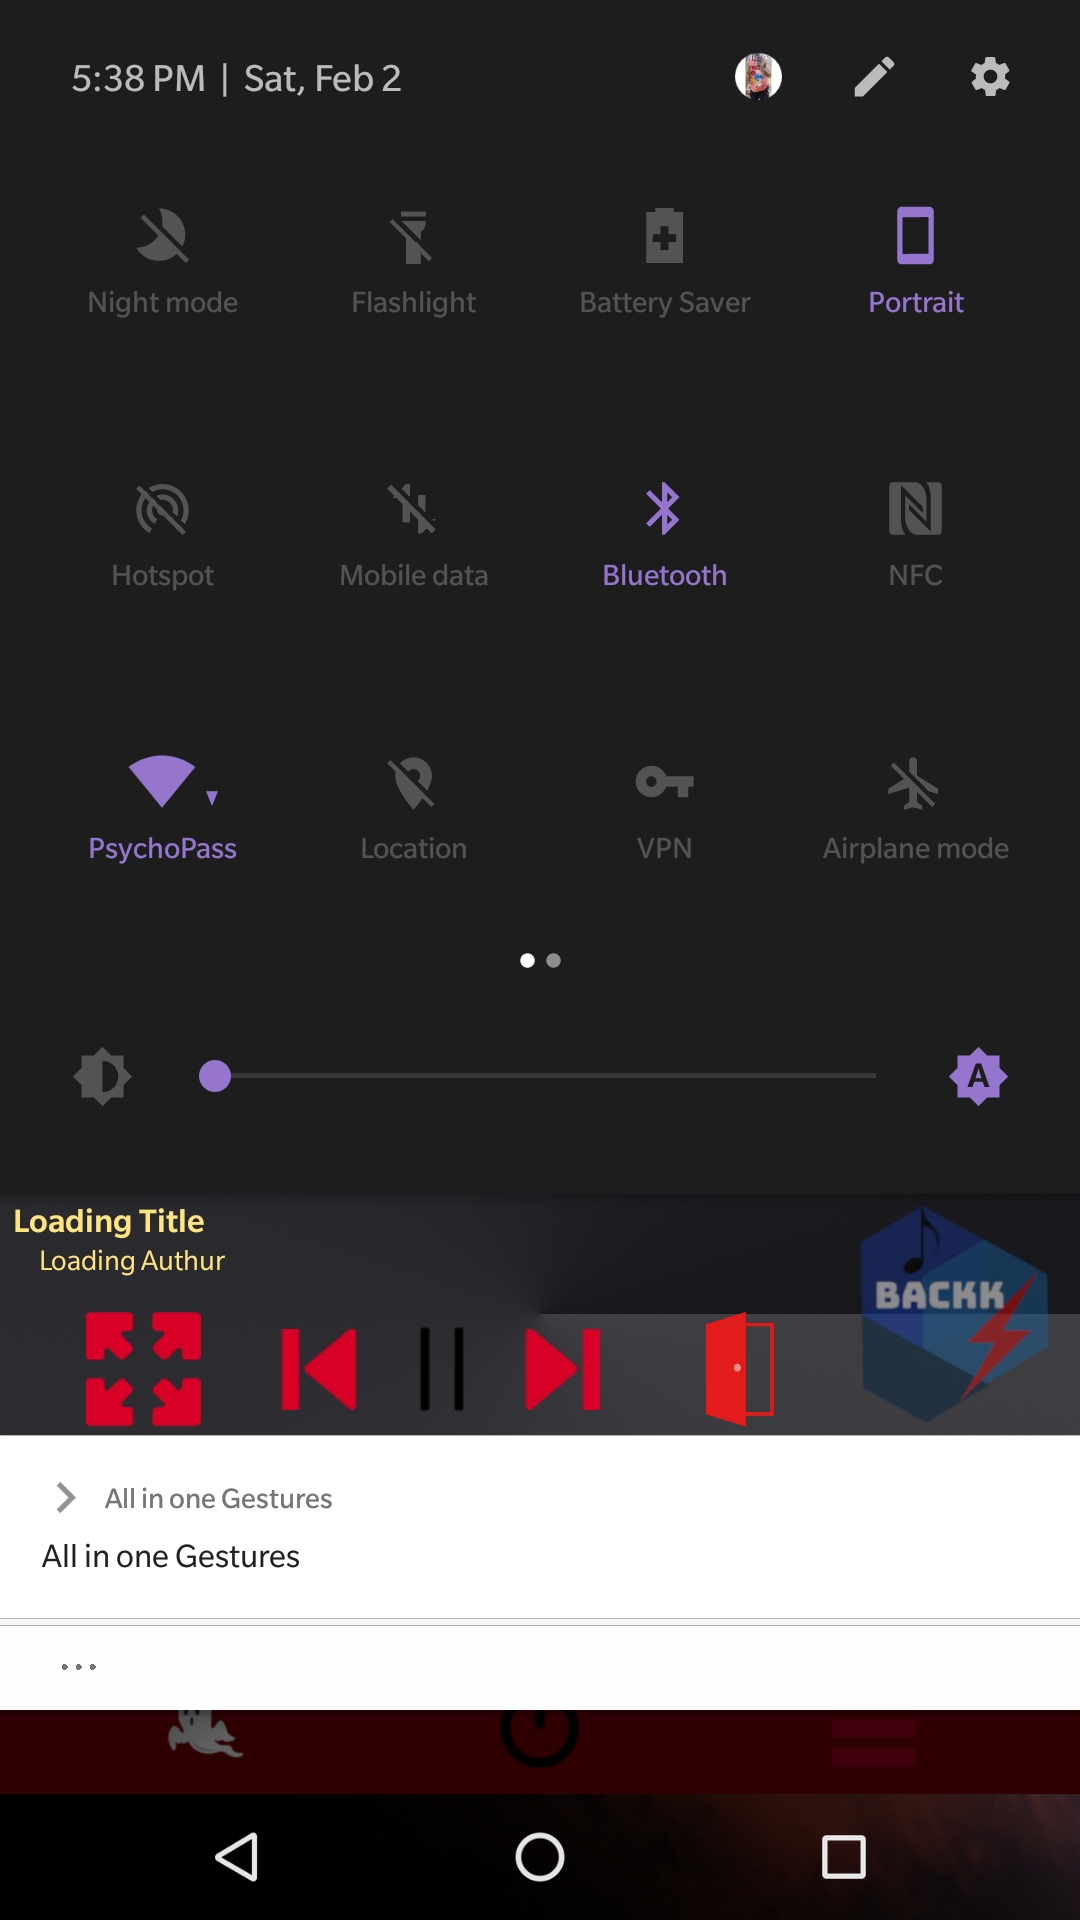 5:38 PM | Sat, Feb 2
Night mode
Flashlight
Battery Saver
Portrait
Hotspot
Mobile data
Bluetooth
NFC
PsychoPass
Location
VPN
Airplane mode
A
Loading Title
Loading Authur
BACKK
All in one Gestures
All in one Gestures
...